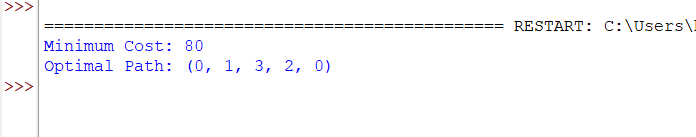 >>>
============================================== RESTART: C:\Users\
Minimum Cost: 80
Optimal Path: (0, 1, 3, 2, 0)
>>>